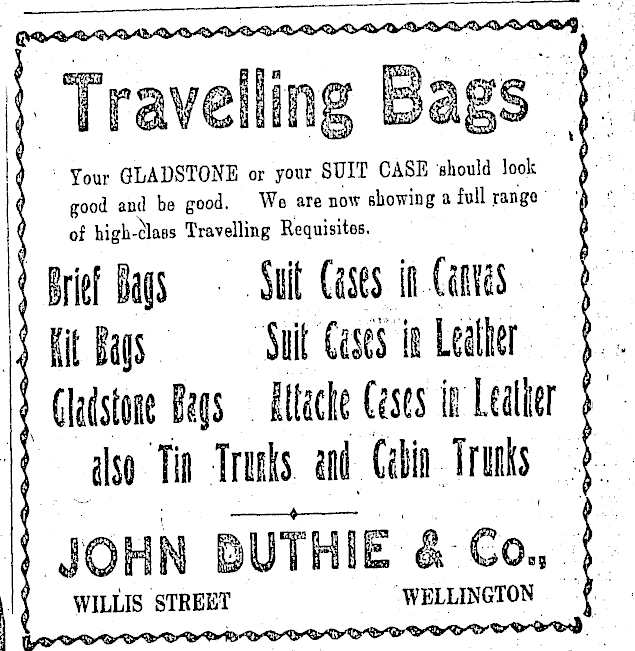 Travelling Bags
Your GLADSTONE or your SUIT CASE should look
good and be good. We are now showing a full range
of high-class Travelling Requisites.
Brief Bags Suit Cases in Canvas
Kit Bags Suit Cases in Leather
Gladstone Bags Attache Cases in Leather
also Tin Trunks and Cabin Trunks
JOHN DUTHIE & Co.,
WILLIS STREET WELLINGTON